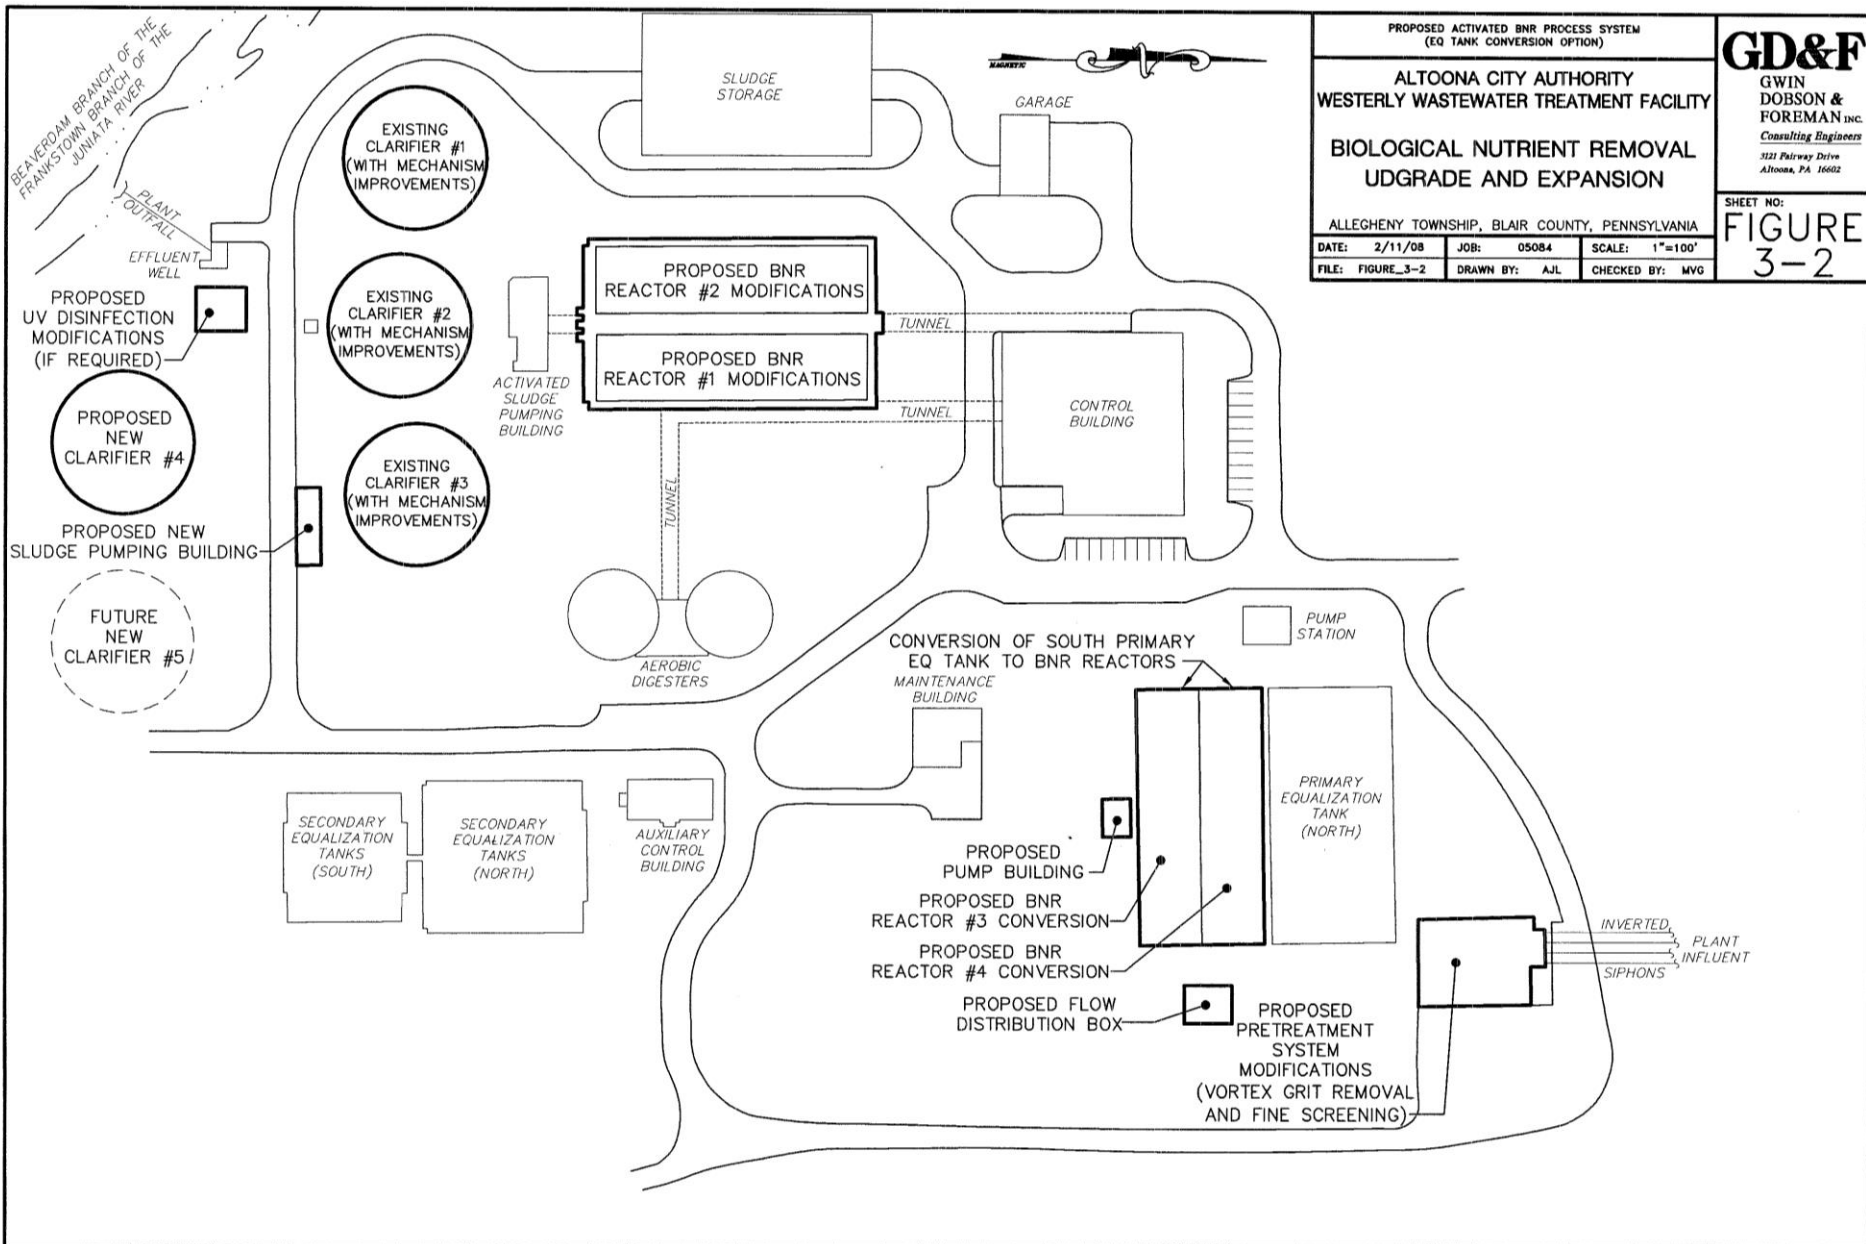 BEAVERDAM BRANCH OF THE
FRANKSTOWN BRANCH OF THE
JUNIATA RIVER
PLANT
OUTFALL
EFFLUENT
WELL
PROPOSED
UV DISINFECTION
MODIFICATIONS
(IF REQUIRED)
PROPOSED
NEW
CLARIFIER #4
PROPOSED NEW
SLUDGE PUMPING BUILDING
FUTURE
NEW
CLARIFIER #5
EXISTING
CLARIFIER #1
(WITH MECHANISM
IMPROVEMENTS)
EXISTING
CLARIFIER #2
(WITH MECHANISM
IMPROVEMENTS)
EXISTING
CLARIFIER #3
(WITH MECHANISM
IMPROVEMENTS)
SLUDGE
STORAGE
MAGNETIC
GARAGE
PROPOSED BNR
REACTOR #2 MODIFICATIONS
PROPOSED BNR
REACTOR #1 MODIFICATIONS
ACTIVATED
SLUDGE
PUMPING
BUILDING
TUNNEL
TUNNEL
TUNNEL
CONTROL
BUILDING
AEROBIC
DIGESTERS
PUMP
STATION
CONVERSION OF SOUTH PRIMARY
EQ TANK TO BNR REACTORS
MAINTENANCE
BUILDING
PRIMARY
EQUALIZATION
TANK
(NORTH)
SECONDARY
EQUALIZATION
TANKS
(SOUTH)
SECONDARY
EQUALIZATION
TANKS
(NORTH)
AUXILIARY
CONTROL
BUILDING
PROPOSED
PUMP BUILDING
PROPOSED BNR
REACTOR #3 CONVERSION
PROPOSED BNR
REACTOR #4 CONVERSION
PROPOSED FLOW
DISTRIBUTION BOX
PROPOSED
PRETREATMENT
SYSTEM
MODIFICATIONS
(VORTEX GRIT REMOVAL
AND FINE SCREENING)
INVERTED
SIPHONS
PLANT
INFLUENT
PROPOSED ACTIVATED BNR PROCESS SYSTEM
(EQ TANK CONVERSION OPTION)
ALTOONA CITY AUTHORITY
WESTERLY WASTEWATER TREATMENT FACILITY
BIOLOGICAL NUTRIENT REMOVAL
UDGRADE AND EXPANSION
ALLEGHENY TOWNSHIP, BLAIR COUNTY, PENNSYLVANIA
DATE: 2/11/08 JOB: 05084 SCALE: 1"=100'
FILE: FIGURE_3-2 DRAWN BY: AJL CHECKED BY: MVG
GD&F
GWIN
DOBSON &
FOREMAN INC.
Consulting Engineers
3121 Fairway Drive
Altoona, PA 16602
SHEET NO:
FIGURE
3-2